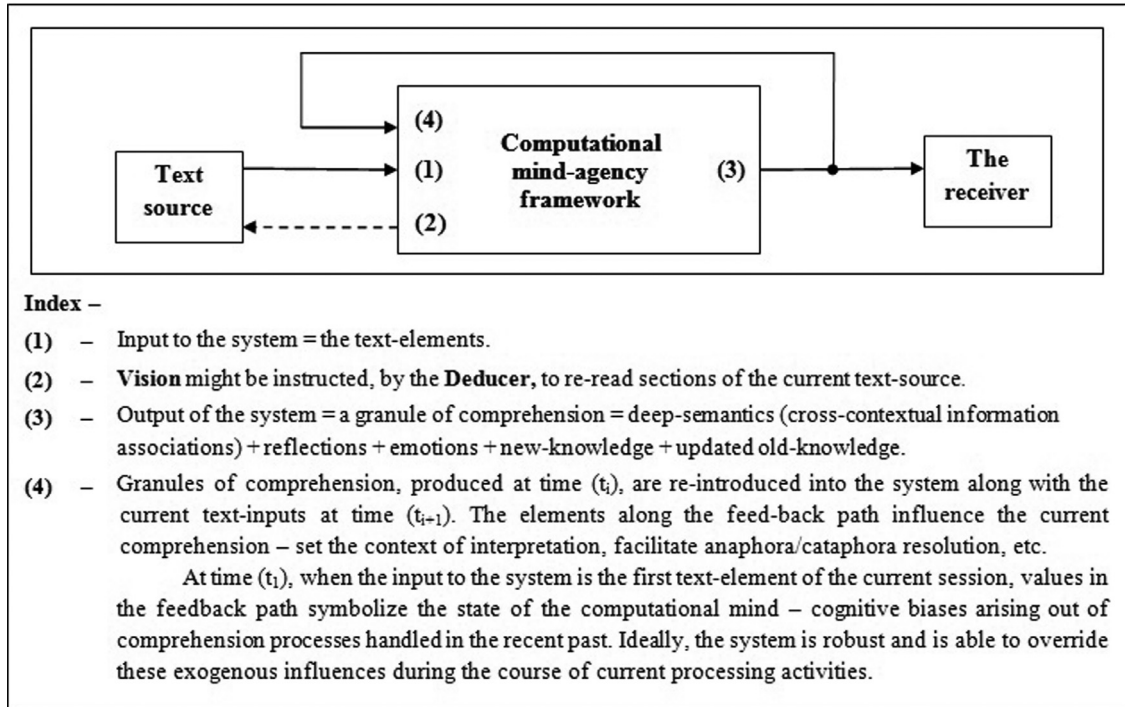 (4)
Computational
mind-agency
framework
Text
source
(1)
(3)
The
receiver
(2)
Index –
(1) – Input to the system = the text-elements.
(2) – Vision might be instructed, by the Deducer, to re-read sections of the current text-source.
(3) – Output of the system = a granule of comprehension = deep-semantics (cross-contextual information
associations) + reflections + emotions + new-knowledge + updated old-knowledge.
(4) – Granules of comprehension, produced at time (tᵢ), are re-introduced into the system along with the
current text-inputs at time (tᵢ₊₁). The elements along the feed-back path influence the current
comprehension – set the context of interpretation, facilitate anaphora/cataphora resolution, etc.
At time (t₁), when the input to the system is the first text-element of the current session, values in
the feedback path symbolize the state of the computational mind – cognitive biases arising out of
comprehension processes handled in the recent past. Ideally, the system is robust and is able to override
these exogenous influences during the course of current processing activities.